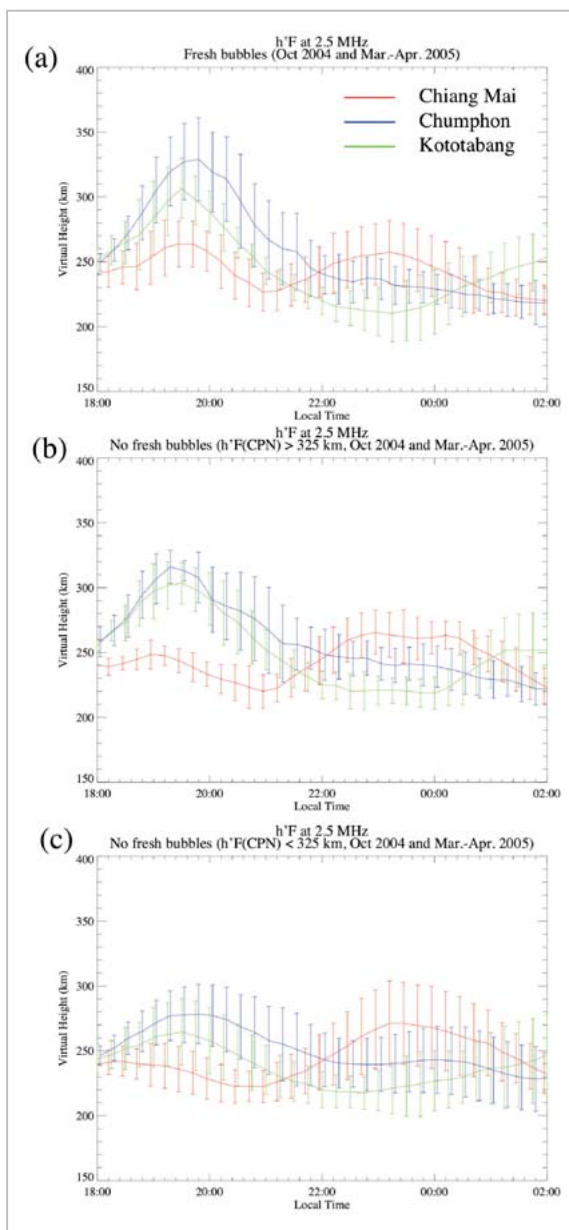 (a)
h'F at 2.5 MHz
Fresh bubbles (Oct 2004 and Mar.-Apr. 2005)
Chiang Mai
Chumphon
Kototabang
400
350
300
250
200
150
Virtual Height (km)
18:00 20:00 22:00 00:00 02:00
Local Time
(b)
h'F at 2.5 MHz
No fresh bubbles (h'F(CPN) > 325 km, Oct 2004 and Mar.-Apr. 2005)
400
350
300
250
200
150
Virtual Height (km)
18:00 20:00 22:00 00:00 02:00
Local Time
(c)
h'F at 2.5 MHz
No fresh bubbles (h'F(CPN) < 325 km, Oct 2004 and Mar.-Apr. 2005)
400
350
300
250
200
150
Virtual Height (km)
18:00 20:00 22:00 00:00 02:00
Local Time